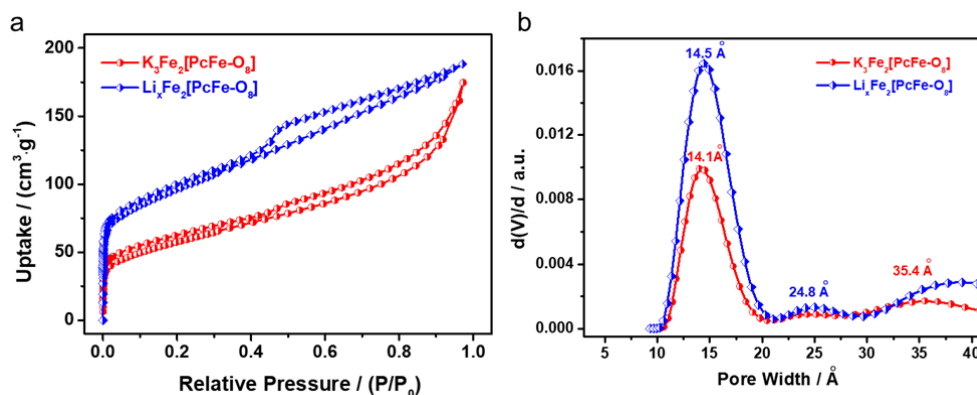 a
200
150
100
50
0
0.0 0.2 0.4 0.6 0.8 1.0
Uptake / (cm³·g⁻¹)
Relative Pressure / (P/P₀)
K₃Fe₂[PcFe-O₈]
LiₓFe₂[PcFe-O₈]
b
0.016
0.012
0.008
0.004
0.000
5 10 15 20 25 30 35 40
d(V)/d / a.u.
Pore Width / Å
14.5 Å
14.1Å
24.8 Å
35.4 Å
K₃Fe₂[PcFe-O₈]
LiₓFe₂[PcFe-O₈]